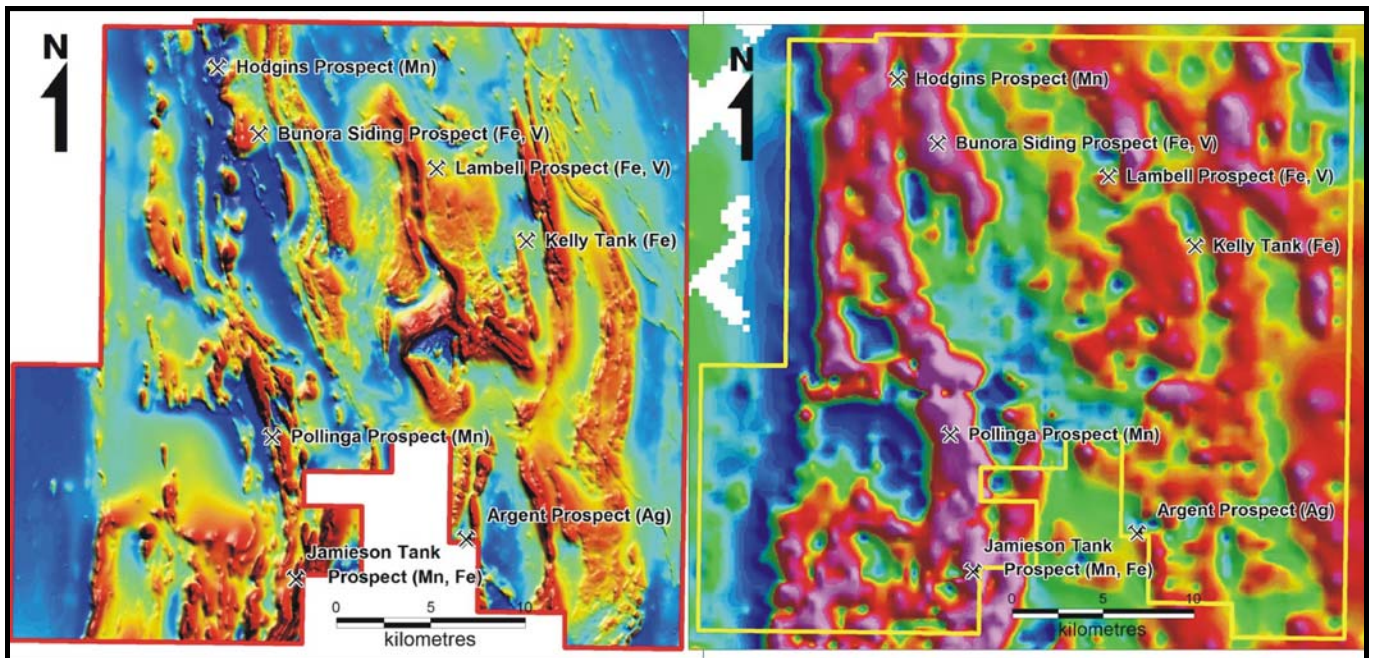 N
Hodgins Prospect (Mn)
Bunora Siding Prospect (Fe, V)
Lambell Prospect (Fe, V)
Kelly Tank (Fe)
Pollinga Prospect (Mn)
Argent Prospect (Ag)
Jamieson Tank
Prospect (Mn, Fe)
0 5 10
kilometres
N
Hodgins Prospect (Mn)
Bunora Siding Prospect (Fe, V)
Lambell Prospect (Fe, V)
Kelly Tank (Fe)
Pollinga Prospect (Mn)
Argent Prospect (Ag)
Jamieson Tank
Prospect (Mn, Fe)
0 5 10
kilometres